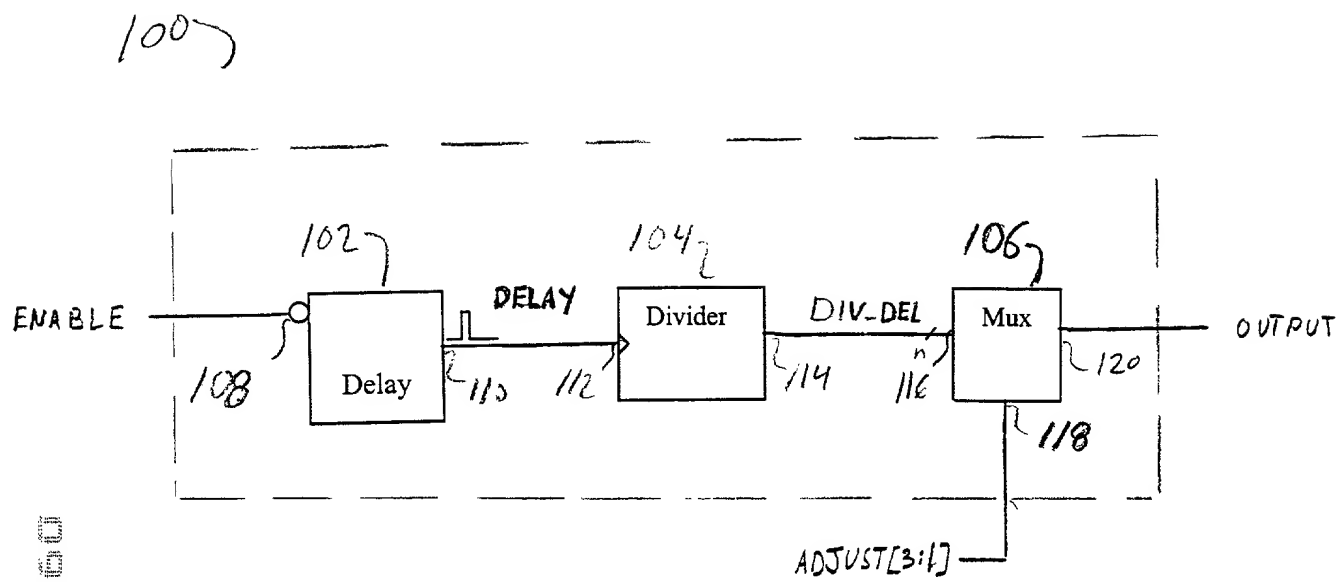 100
102
104
106
ENABLE
DELAY
Divider
DIV_DEL
Mux
OUTPUT
n
108
Delay
110
112
114
116
120
118
ADJUST[3:1]